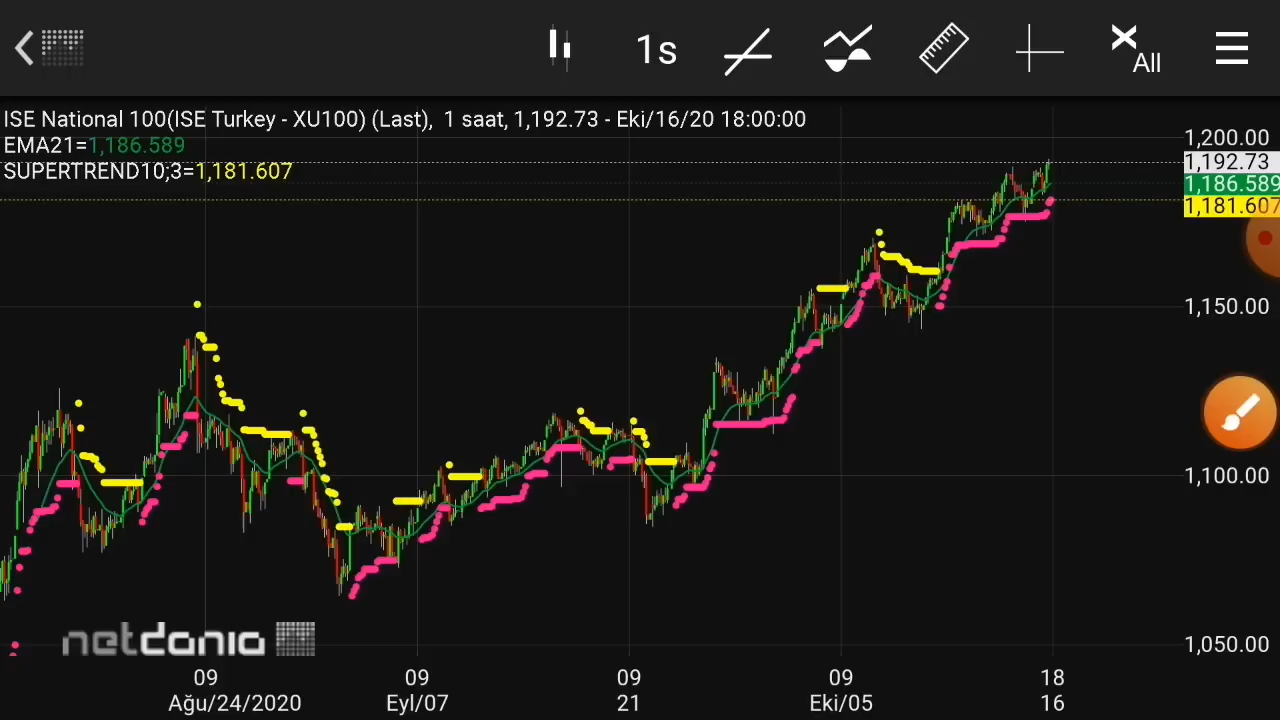 1s
All
ISE National 100(ISE Turkey - XU100) (Last), 1 saat, 1,192.73 - Eki/16/20 18:00:00
EMA21=1,186.589
SUPERTREND10;3=1,181.607
1,200.00
1,192.73
1,186.589
1,181.607
1,150.00
1,100.00
1,050.00
netdania
09 09 09 09 18
Ağu/24/2020 Eyl/07 21 Eki/05 16